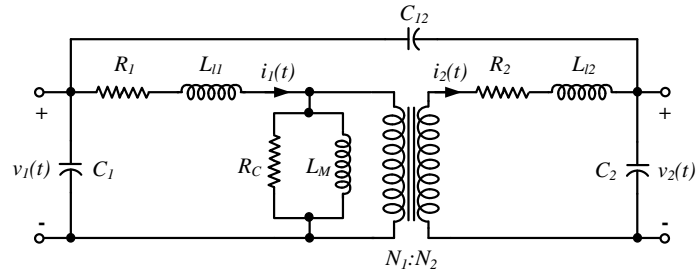 C12
R1 Ll1 i1(t) i2(t) R2 Ll2
+ +
v1(t) C1 RC LM C2 v2(t)
- -
N1:N2